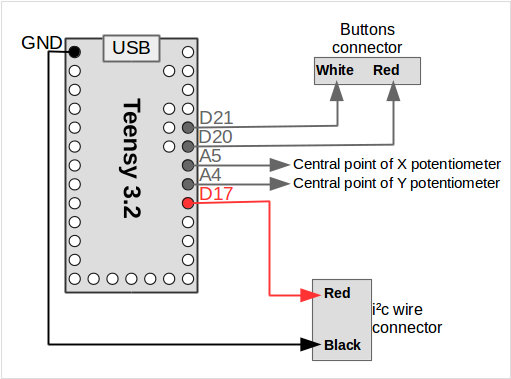 GND
USB
Buttons
connector
White Red
Teensy 3.2
D21
D20
A5
Central point of X potentiometer
A4
Central point of Y potentiometer
D17
Red
i²c wire
connector
Black